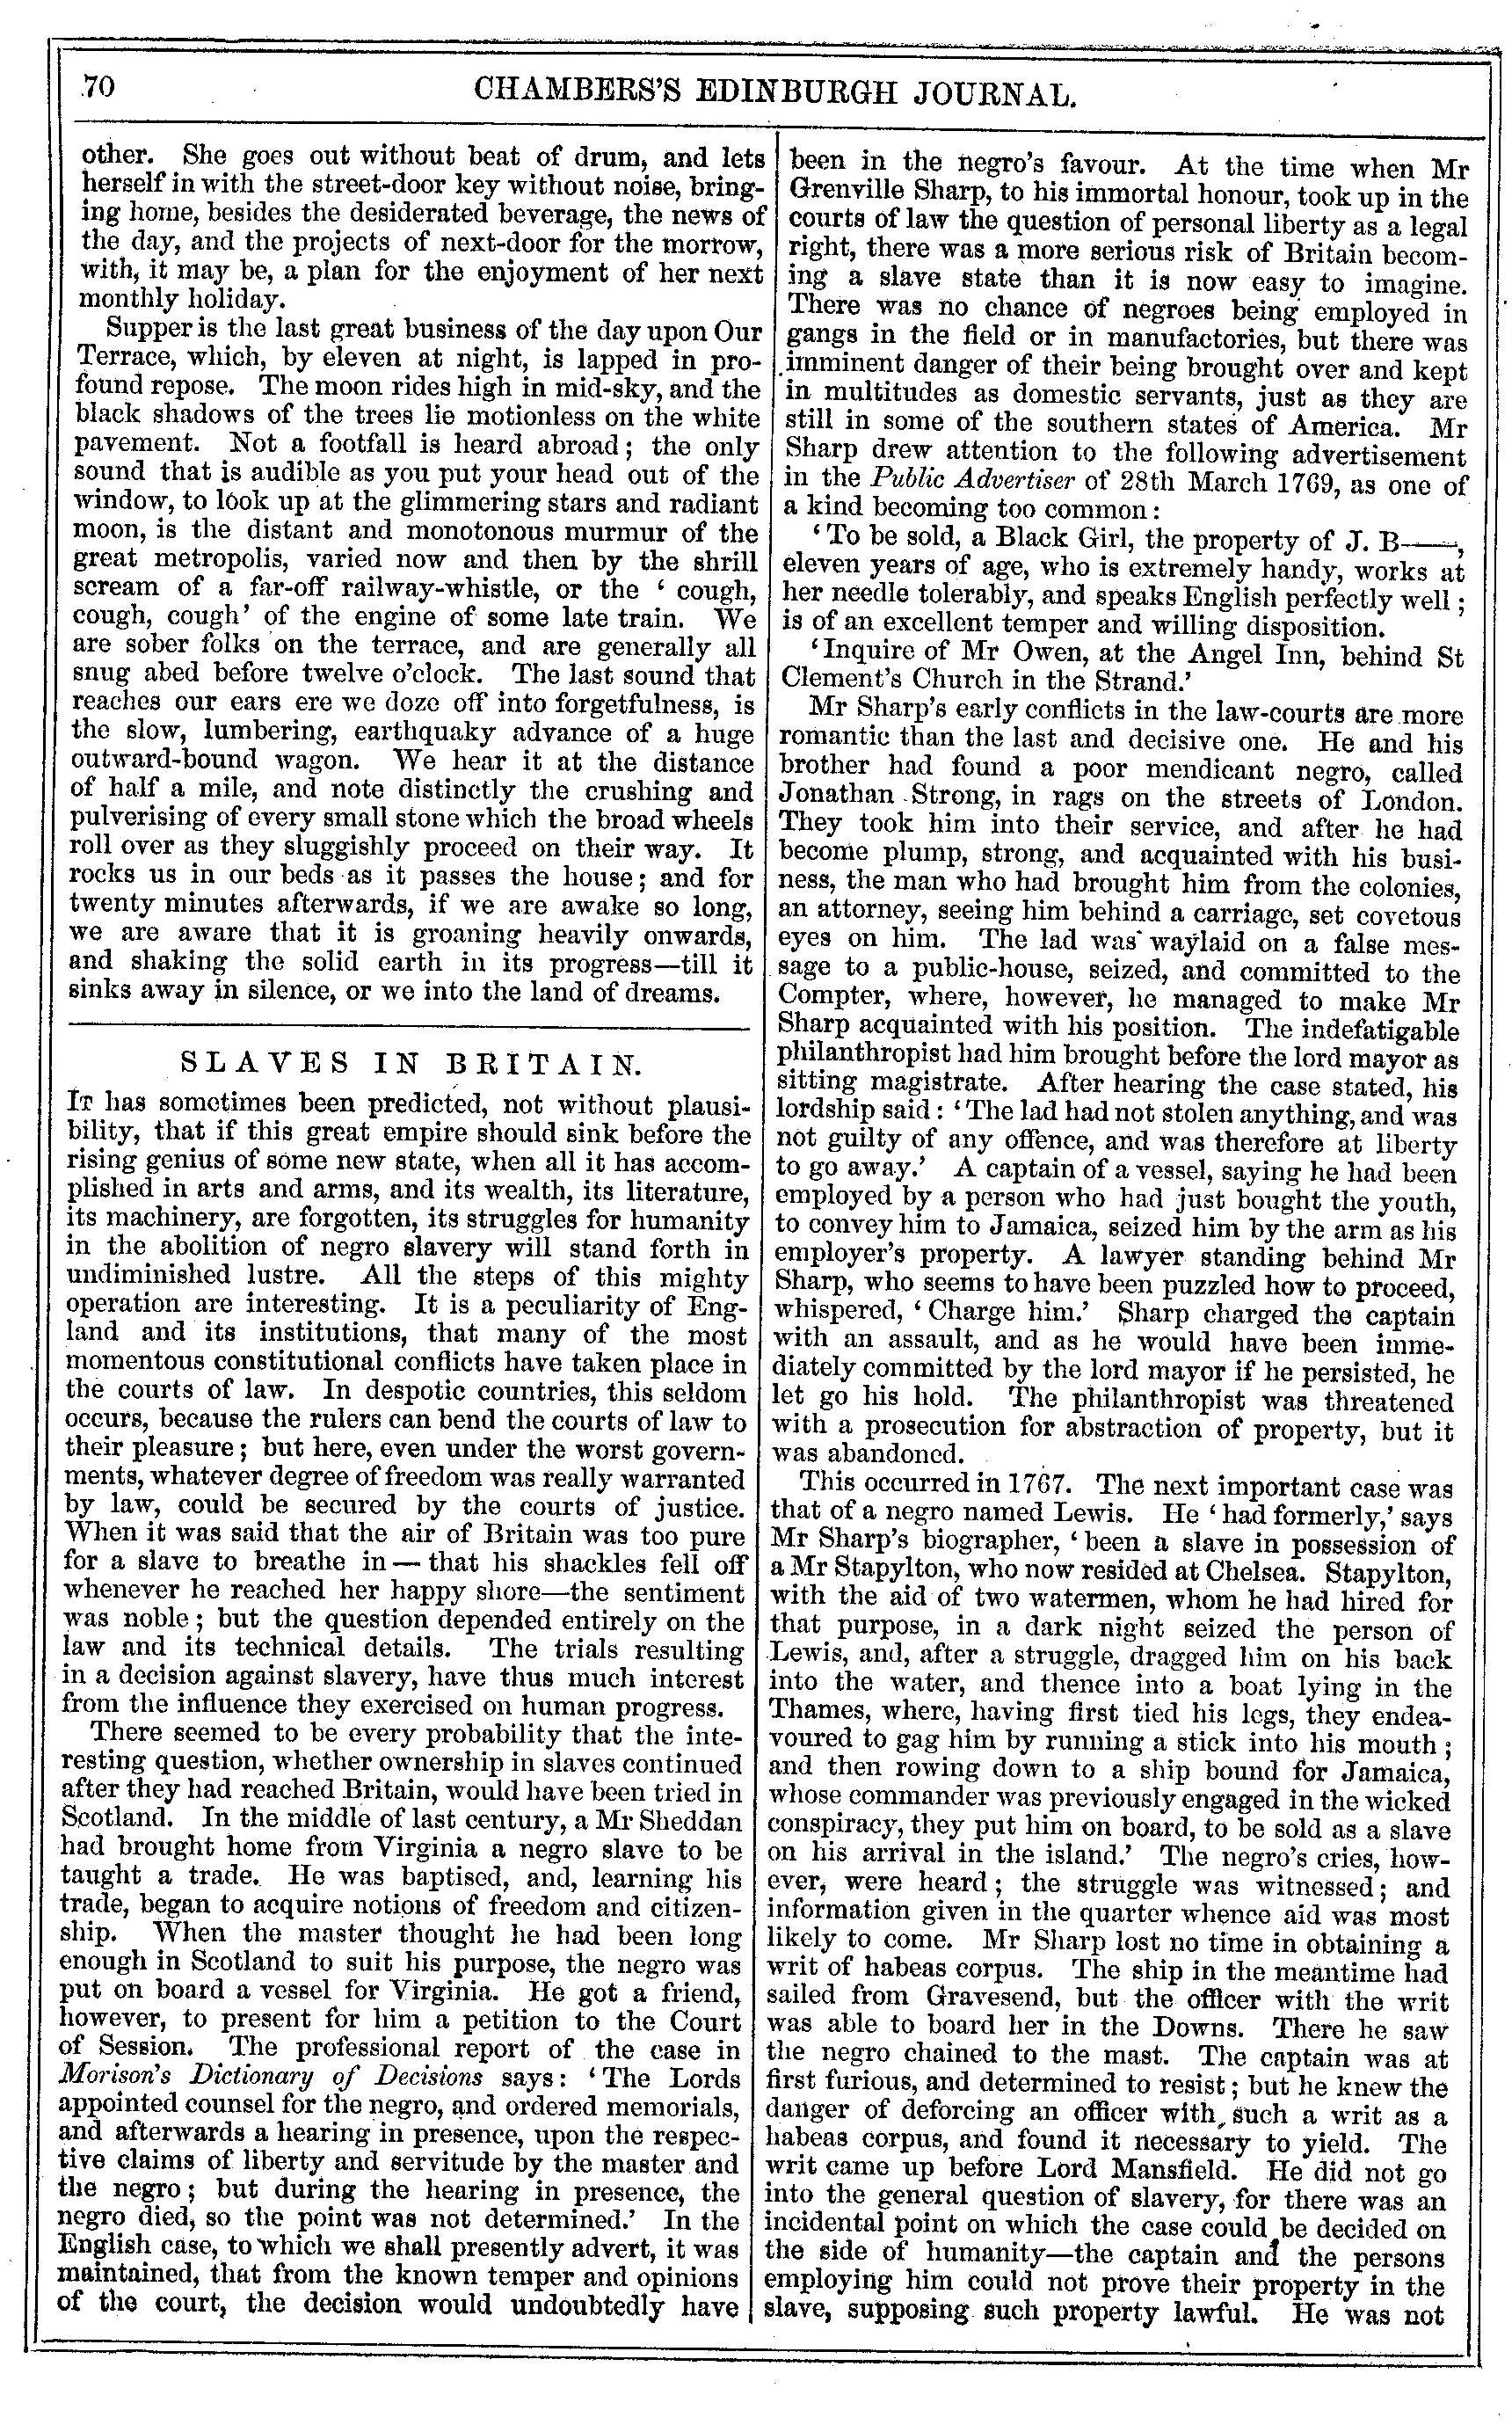 70
CHAMBERS'S EDINBURGH JOURNAL.
other. She goes out without beat of drum, and lets
herself in with the street-door key without noise, bring-
ing home, besides the desiderated beverage, the news of
the day, and the projects of next-door for the morrow,
with, it may be, a plan for the enjoyment of her next
monthly holiday.
Supper is the last great business of the day upon Our
Terrace, which, by eleven at night, is lapped in pro-
found repose. The moon rides high in mid-sky, and the
black shadows of the trees lie motionless on the white
pavement. Not a footfall is heard abroad; the only
sound that is audible as you put your head out of the
window, to look up at the glimmering stars and radiant
moon, is the distant and monotonous murmur of the
great metropolis, varied now and then by the shrill
scream of a far-off railway-whistle, or the ' cough,
cough, cough' of the engine of some late train. We
are sober folks on the terrace, and are generally all
snug abed before twelve o'clock. The last sound that
reaches our ears ere we doze off into forgetfulness, is
the slow, lumbering, earthquaky advance of a huge
outward-bound wagon. We hear it at the distance
of half a mile, and note distinctly the crushing and
pulverising of every small stone which the broad wheels
roll over as they sluggishly proceed on their way. It
rocks us in our beds as it passes the house; and for
twenty minutes afterwards, if we are awake so long,
we are aware that it is groaning heavily onwards,
and shaking the solid earth in its progress—till it
sinks away in silence, or we into the land of dreams.
SLAVES IN BRITAIN.
IT has sometimes been predicted, not without plausi-
bility, that if this great empire should sink before the
rising genius of some new state, when all it has accom-
plished in arts and arms, and its wealth, its literature,
its machinery, are forgotten, its struggles for humanity
in the abolition of negro slavery will stand forth in
undiminished lustre. All the steps of this mighty
operation are interesting. It is a peculiarity of Eng-
land and its institutions, that many of the most
momentous constitutional conflicts have taken place in
the courts of law. In despotic countries, this seldom
occurs, because the rulers can bend the courts of law to
their pleasure; but here, even under the worst govern-
ments, whatever degree of freedom was really warranted
by law, could be secured by the courts of justice.
When it was said that the air of Britain was too pure
for a slave to breathe in — that his shackles fell off
whenever he reached her happy shore—the sentiment
was noble; but the question depended entirely on the
law and its technical details. The trials resulting
in a decision against slavery, have thus much interest
from the influence they exercised on human progress.
There seemed to be every probability that the inte-
resting question, whether ownership in slaves continued
after they had reached Britain, would have been tried in
Scotland. In the middle of last century, a Mr Sheddan
had brought home from Virginia a negro slave to be
taught a trade. He was baptised, and, learning his
trade, began to acquire notions of freedom and citizen-
ship. When the master thought he had been long
enough in Scotland to suit his purpose, the negro was
put on board a vessel for Virginia. He got a friend,
however, to present for him a petition to the Court
of Session. The professional report of the case in
Morison's Dictionary of Decisions says: 'The Lords
appointed counsel for the negro, and ordered memorials,
and afterwards a hearing in presence, upon the respec-
tive claims of liberty and servitude by the master and
the negro; but during the hearing in presence, the
negro died, so the point was not determined.' In the
English case, to which we shall presently advert, it was
maintained, that from the known temper and opinions
of the court, the decision would undoubtedly have
been in the negro's favour. At the time when Mr
Grenville Sharp, to his immortal honour, took up in the
courts of law the question of personal liberty as a legal
right, there was a more serious risk of Britain becom-
ing a slave state than it is now easy to imagine.
There was no chance of negroes being employed in
gangs in the field or in manufactories, but there was
imminent danger of their being brought over and kept
in multitudes as domestic servants, just as they are
still in some of the southern states of America. Mr
Sharp drew attention to the following advertisement
in the Public Advertiser of 28th March 1769, as one of
a kind becoming too common:
'To be sold, a Black Girl, the property of J. B——,
eleven years of age, who is extremely handy, works at
her needle tolerably, and speaks English perfectly well;
is of an excellent temper and willing disposition.
'Inquire of Mr Owen, at the Angel Inn, behind St
Clement's Church in the Strand.'
Mr Sharp's early conflicts in the law-courts are more
romantic than the last and decisive one. He and his
brother had found a poor mendicant negro, called
Jonathan Strong, in rags on the streets of London.
They took him into their service, and after he had
become plump, strong, and acquainted with his busi-
ness, the man who had brought him from the colonies,
an attorney, seeing him behind a carriage, set covetous
eyes on him. The lad was waylaid on a false mes-
sage to a public-house, seized, and committed to the
Compter, where, however, he managed to make Mr
Sharp acquainted with his position. The indefatigable
philanthropist had him brought before the lord mayor as
sitting magistrate. After hearing the case stated, his
lordship said: 'The lad had not stolen anything, and was
not guilty of any offence, and was therefore at liberty
to go away.' A captain of a vessel, saying he had been
employed by a person who had just bought the youth,
to convey him to Jamaica, seized him by the arm as his
employer's property. A lawyer standing behind Mr
Sharp, who seems to have been puzzled how to proceed,
whispered, ' Charge him.' Sharp charged the captain
with an assault, and as he would have been imme-
diately committed by the lord mayor if he persisted, he
let go his hold. The philanthropist was threatened
with a prosecution for abstraction of property, but it
was abandoned.
This occurred in 1767. The next important case was
that of a negro named Lewis. He 'had formerly,' says
Mr Sharp's biographer, 'been a slave in possession of
a Mr Stapylton, who now resided at Chelsea. Stapylton,
with the aid of two watermen, whom he had hired for
that purpose, in a dark night seized the person of
Lewis, and, after a struggle, dragged him on his back
into the water, and thence into a boat lying in the
Thames, where, having first tied his legs, they endea-
voured to gag him by running a stick into his mouth;
and then rowing down to a ship bound for Jamaica,
whose commander was previously engaged in the wicked
conspiracy, they put him on board, to be sold as a slave
on his arrival in the island.' The negro's cries, how-
ever, were heard; the struggle was witnessed; and
information given in the quarter whence aid was most
likely to come. Mr Sharp lost no time in obtaining a
writ of habeas corpus. The ship in the meantime had
sailed from Gravesend, but the officer with the writ
was able to board her in the Downs. There he saw
the negro chained to the mast. The captain was at
first furious, and determined to resist; but he knew the
danger of deforcing an officer with such a writ as a
habeas corpus, and found it necessary to yield. The
writ came up before Lord Mansfield. He did not go
into the general question of slavery, for there was an
incidental point on which the case could be decided on
the side of humanity—the captain and the persons
employing him could not prove their property in the
slave, supposing such property lawful. He was not